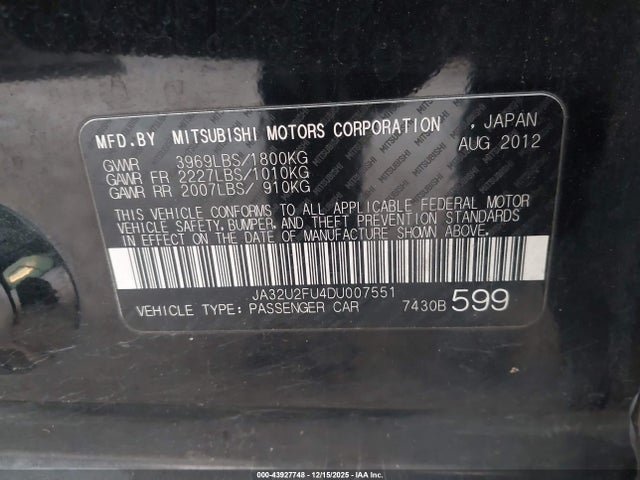 MFD.BY MITSUBISHI MOTORS CORPORATION , JAPAN
AUG 2012
GVWR 3969LBS/1800KG
GAWR FR 2227LBS/1010KG
GAWR RR 2007LBS/ 910KG
THIS VEHICLE CONFORMS TO ALL APPLICABLE FEDERAL MOTOR
VEHICLE SAFETY, BUMPER, AND THEFT PREVENTION STANDARDS
IN EFFECT ON THE DATE OF MANUFACTURE SHOWN ABOVE.
JA32U2FU4DU007551
VEHICLE TYPE: PASSENGER CAR 7430B 599
000-43927748 - 12/15/2025 - IAA Inc.